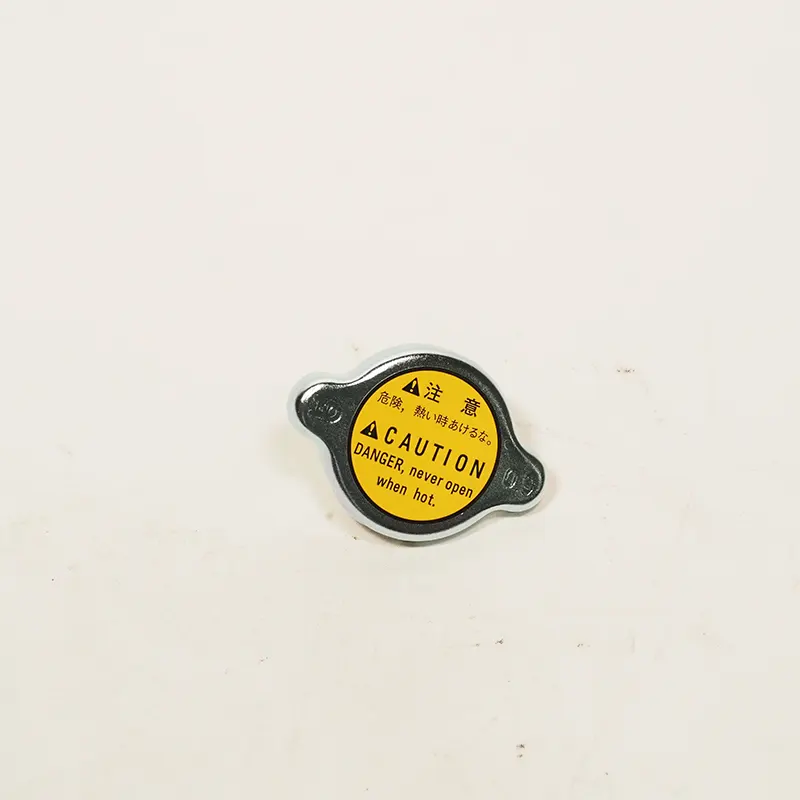 ⚠注 意
危険，熱い時あけるな。
⚠CAUTION
DANGER, never open
when hot.